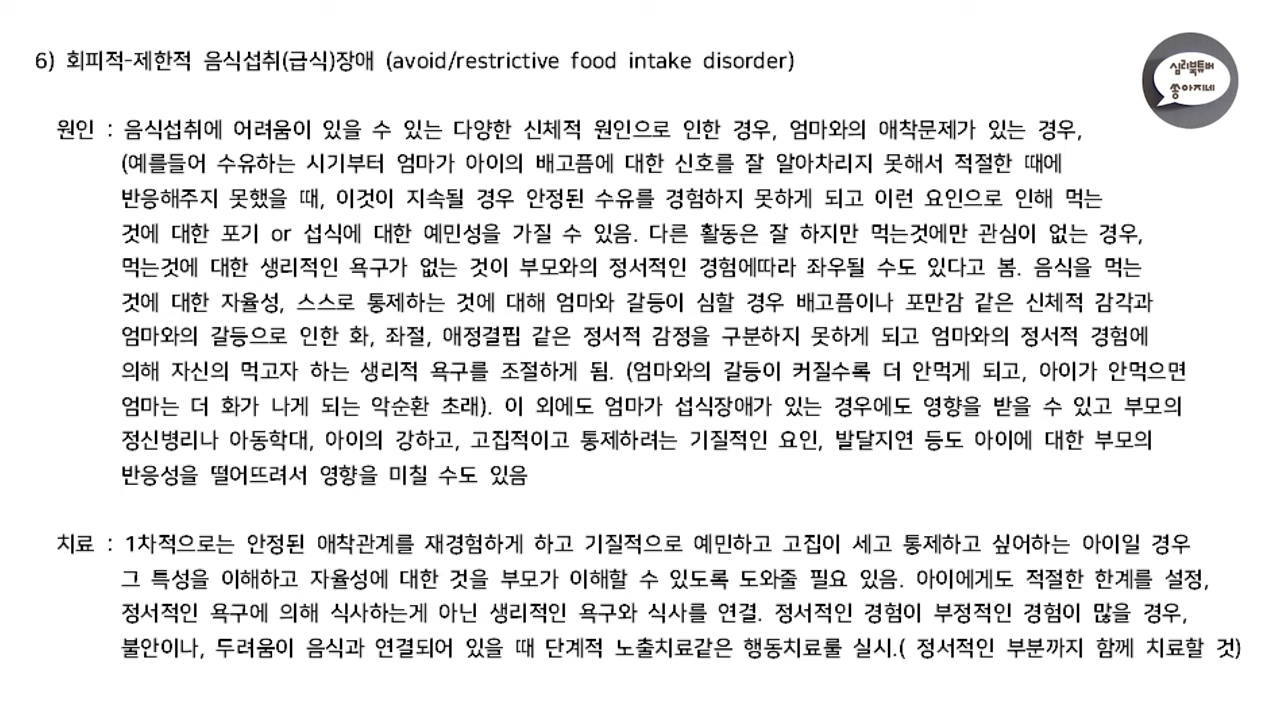 6) 회피적-제한적 음식섭취(급식)장애 (avoid/restrictive food intake disorder)
심리북튜버
쏭아지네
원인 : 음식섭취에 어려움이 있을 수 있는 다양한 신체적 원인으로 인한 경우, 엄마와의 애착문제가 있는 경우,
(예를들어 수유하는 시기부터 엄마가 아이의 배고픔에 대한 신호를 잘 알아차리지 못해서 적절한 때에
반응해주지 못했을 때, 이것이 지속될 경우 안정된 수유를 경험하지 못하게 되고 이런 요인으로 인해 먹는
것에 대한 포기 or 섭식에 대한 예민성을 가질 수 있음. 다른 활동은 잘 하지만 먹는것에만 관심이 없는 경우,
먹는것에 대한 생리적인 욕구가 없는 것이 부모와의 정서적인 경험에따라 좌우될 수도 있다고 봄. 음식을 먹는
것에 대한 자율성, 스스로 통제하는 것에 대해 엄마와 갈등이 심할 경우 배고픔이나 포만감 같은 신체적 감각과
엄마와의 갈등으로 인한 화, 좌절, 애정결핍 같은 정서적 감정을 구분하지 못하게 되고 엄마와의 정서적 경험에
의해 자신의 먹고자 하는 생리적 욕구를 조절하게 됨. (엄마와의 갈등이 커질수록 더 안먹게 되고, 아이가 안먹으면
엄마는 더 화가 나게 되는 악순환 초래). 이 외에도 엄마가 섭식장애가 있는 경우에도 영향을 받을 수 있고 부모의
정신병리나 아동학대, 아이의 강하고, 고집적이고 통제하려는 기질적인 요인, 발달지연 등도 아이에 대한 부모의
반응성을 떨어뜨려서 영향을 미칠 수도 있음
치료 : 1차적으로는 안정된 애착관계를 재경험하게 하고 기질적으로 예민하고 고집이 세고 통제하고 싶어하는 아이일 경우
그 특성을 이해하고 자율성에 대한 것을 부모가 이해할 수 있도록 도와줄 필요 있음. 아이에게도 적절한 한계를 설정,
정서적인 욕구에 의해 식사하는게 아닌 생리적인 욕구와 식사를 연결. 정서적인 경험이 부정적인 경험이 많을 경우,
불안이나, 두려움이 음식과 연결되어 있을 때 단계적 노출치료같은 행동치료룰 실시.( 정서적인 부분까지 함께 치료할 것)